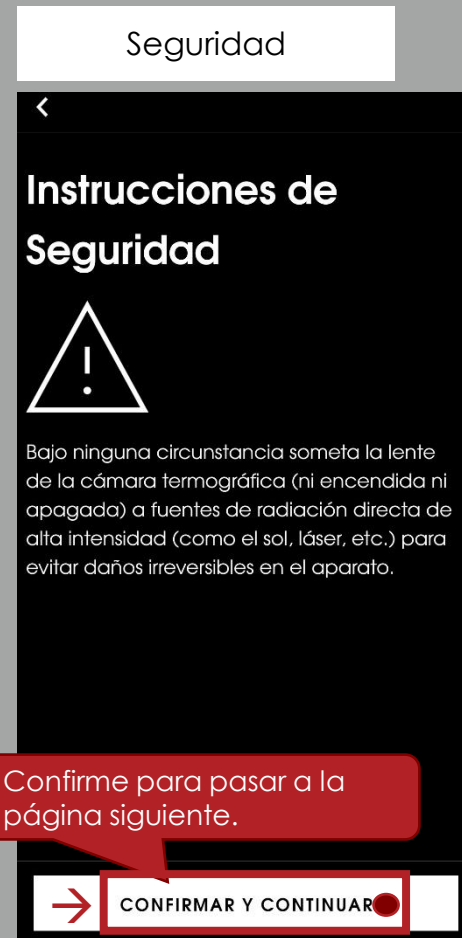 Seguridad
Instrucciones de
Seguridad
!
Bajo ninguna circunstancia someta la lente
de la cámara termográfica (ni encendida ni
apagada) a fuentes de radiación directa de
alta intensidad (como el sol, láser, etc.) para
evitar daños irreversibles en el aparato.
Confirme para pasar a la
página siguiente.
CONFIRMAR Y CONTINUAR